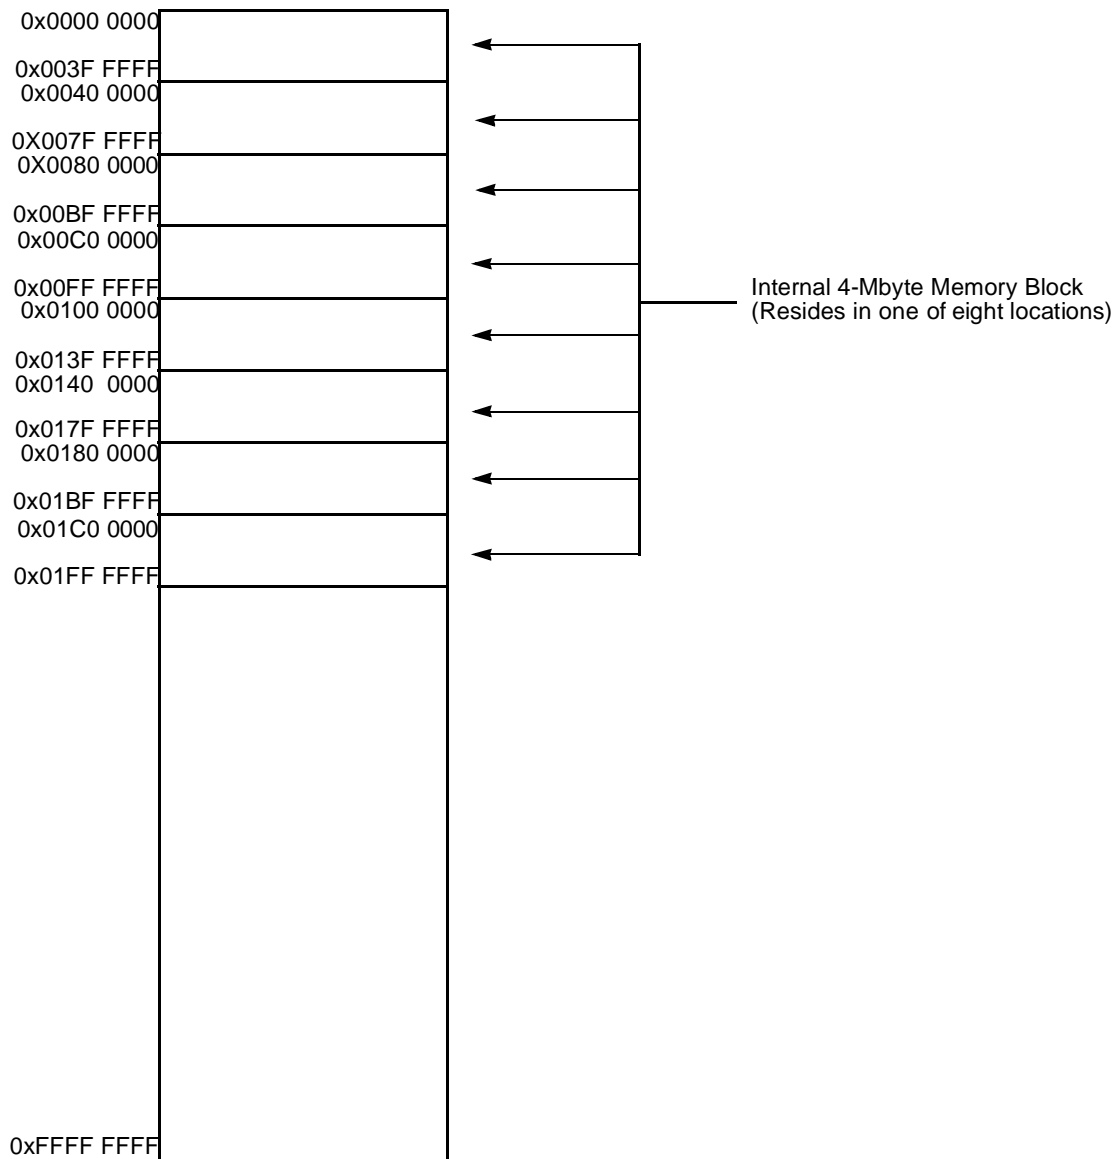 0x0000 0000
0x003F FFFF
0x0040 0000
0X007F FFFF
0X0080 0000
0x00BF FFFF
0x00C0 0000
0x00FF FFFF
0x0100 0000
0x013F FFFF
0x0140  0000
0x017F FFFF
0x0180 0000
0x01BF FFFF
0x01C0 0000
0x01FF FFFF
0xFFFF FFFF
Internal 4-Mbyte Memory Block
(Resides in one of eight locations)